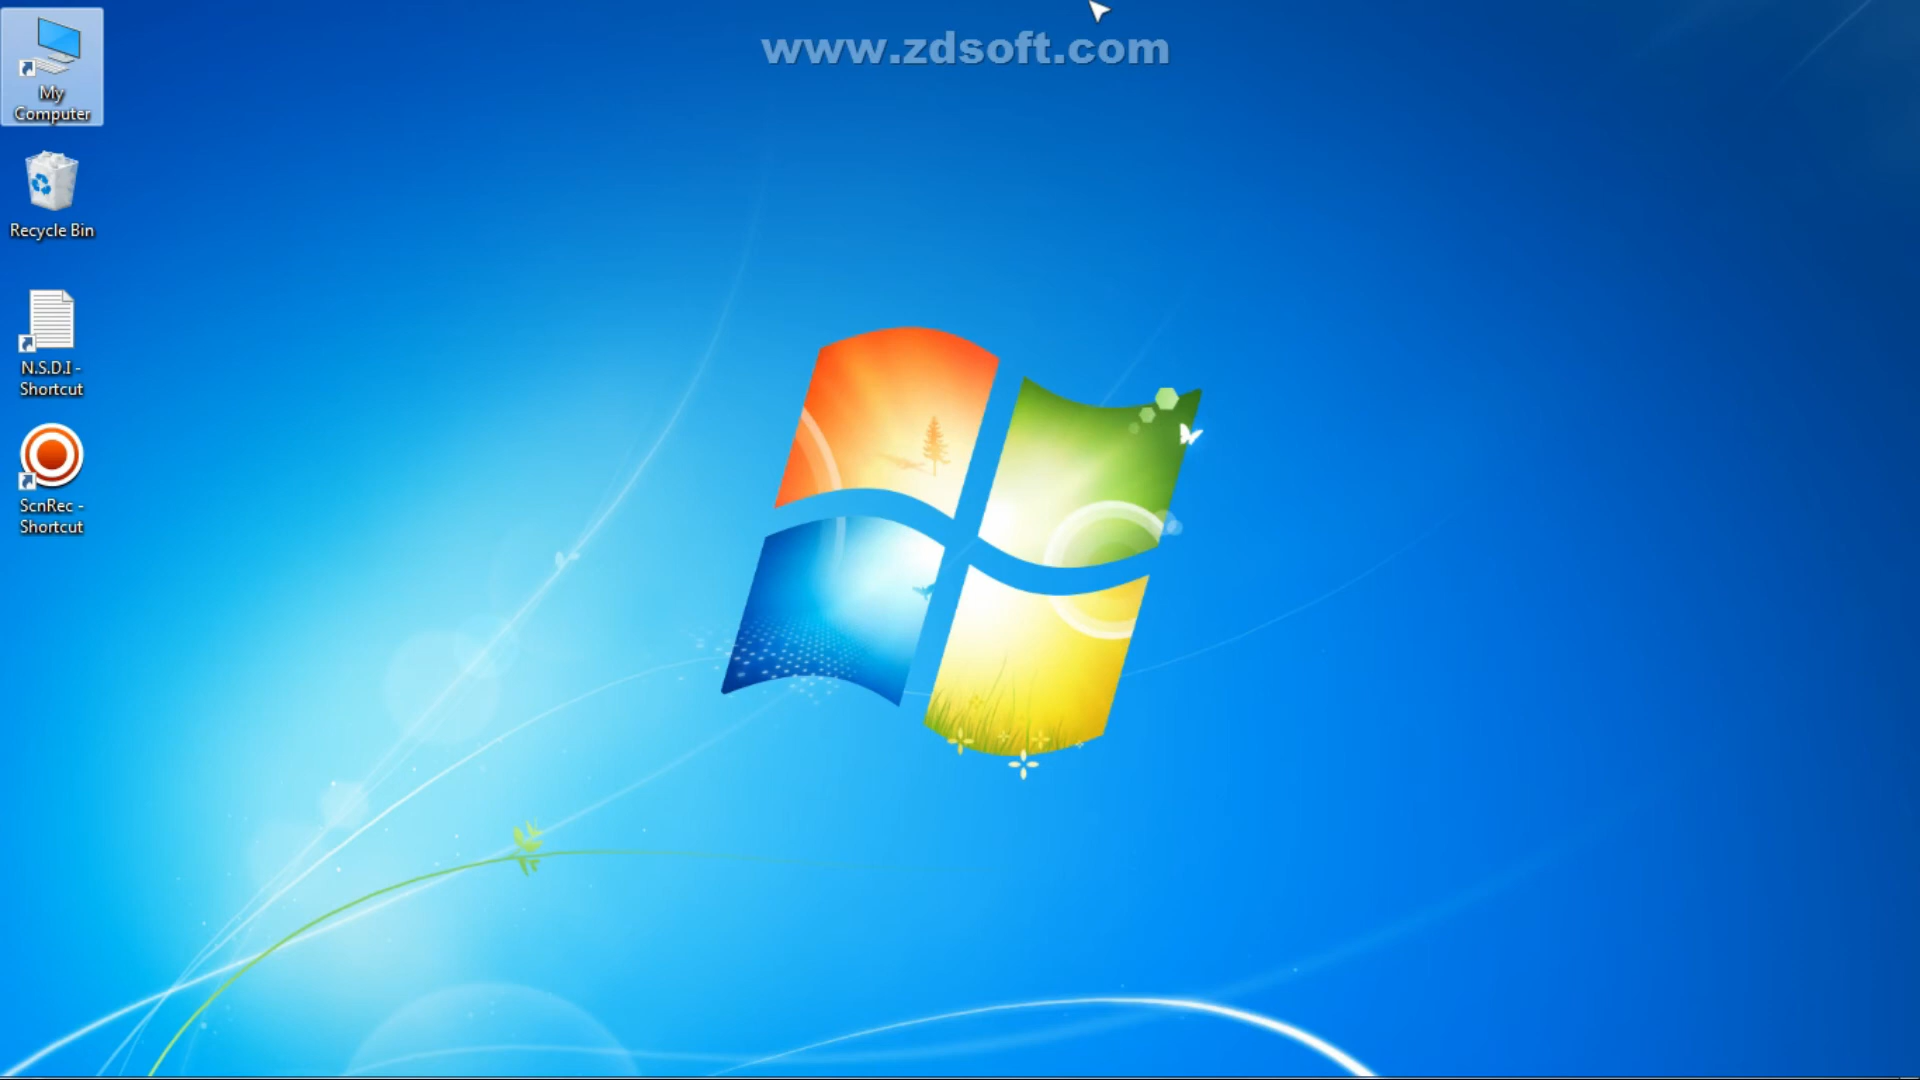 www.zdsoft.com
My
Computer
Recycle Bin
N.S.D.I -
Shortcut
ScnRec -
Shortcut